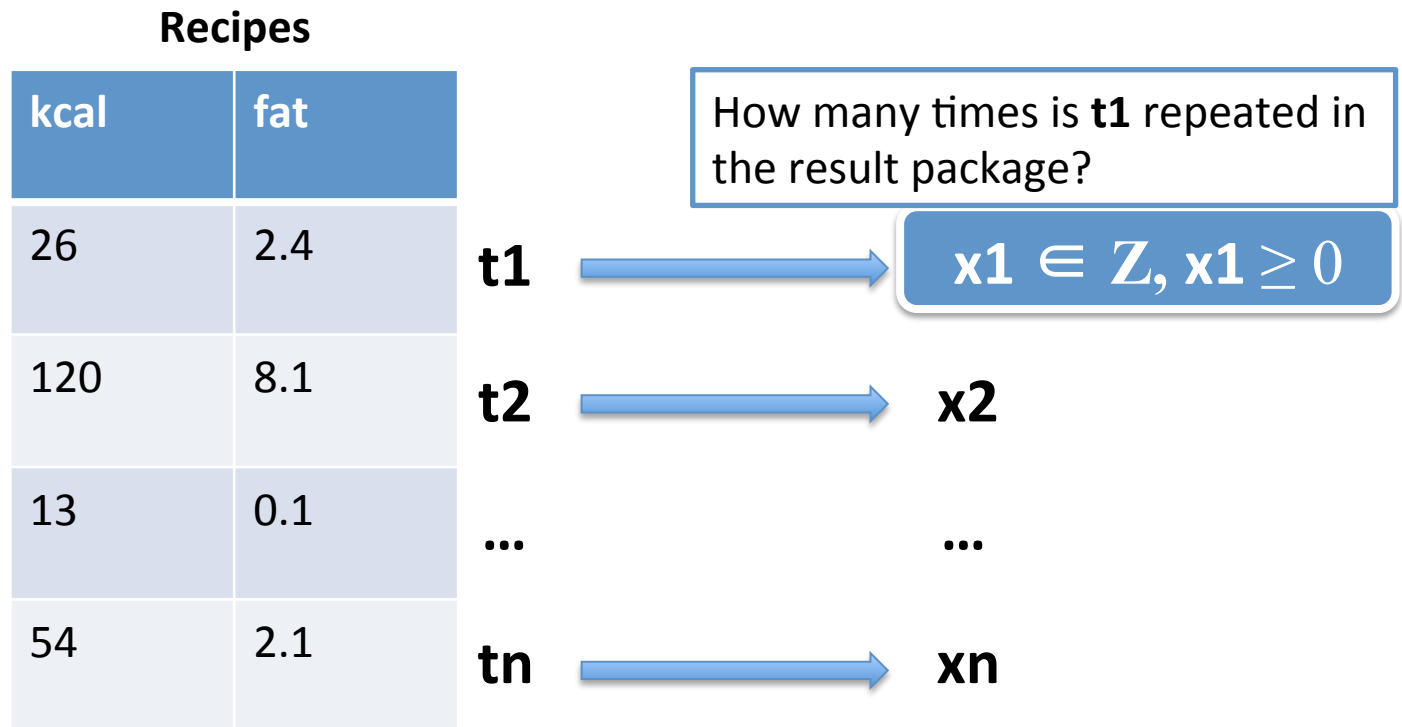 Recipes
kcal fat
How many times is t1 repeated in
the result package?
26 2.4 t1 x1 ∈ Z, x1 ≥ 0
120 8.1 t2 x2
13 0.1 ... ...
54 2.1 tn xn